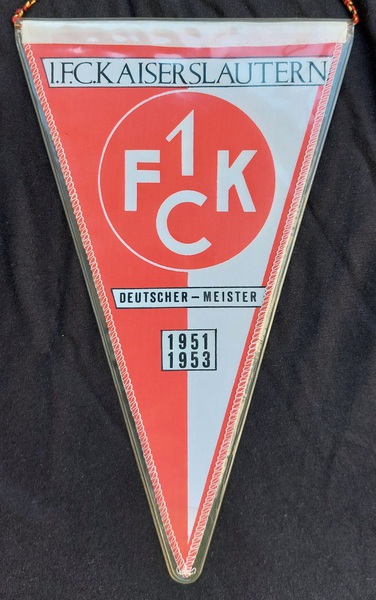 1.F.C.KAISERSLAUTERN
1
F K
C
DEUTSCHER-MEISTER
1951
1953